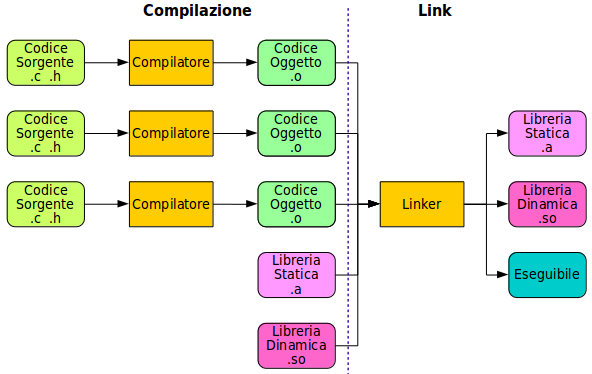 Compilazione
Link
Codice
Sorgente
.c .h
Compilatore
Codice
Oggetto
.o
Codice
Sorgente
.c .h
Compilatore
Codice
Oggetto
.o
Libreria
Statica
.a
Codice
Sorgente
.c .h
Compilatore
Codice
Oggetto
.o
Linker
Libreria
Dinamica
.so
Libreria
Statica
.a
Eseguibile
Libreria
Dinamica
.so